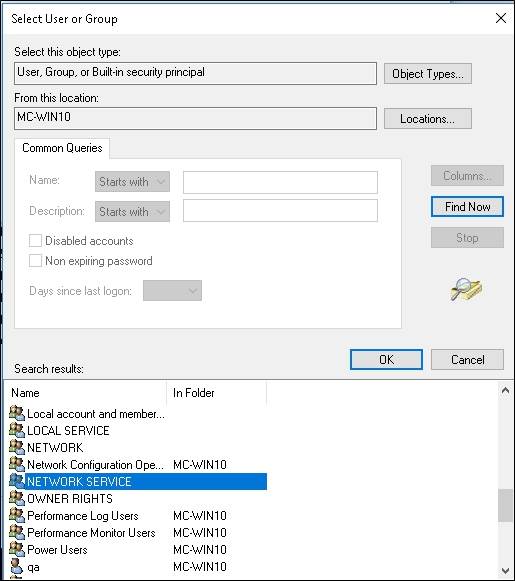 Select User or Group
Select this object type:
User, Group, or Built-in security principal
Object Types...
From this location:
MC-WIN10
Locations...
Common Queries
Name:
Starts with
Description:
Starts with
Disabled accounts
Non expiring password
Days since last logon:
Columns...
Find Now
Stop
OK
Cancel
Search results:
Name In Folder
Local account and member...
LOCAL SERVICE
NETWORK
Network Configuration Ope... MC-WIN10
NETWORK SERVICE
OWNER RIGHTS
Performance Log Users MC-WIN10
Performance Monitor Users MC-WIN10
Power Users MC-WIN10
qa MC-WIN10